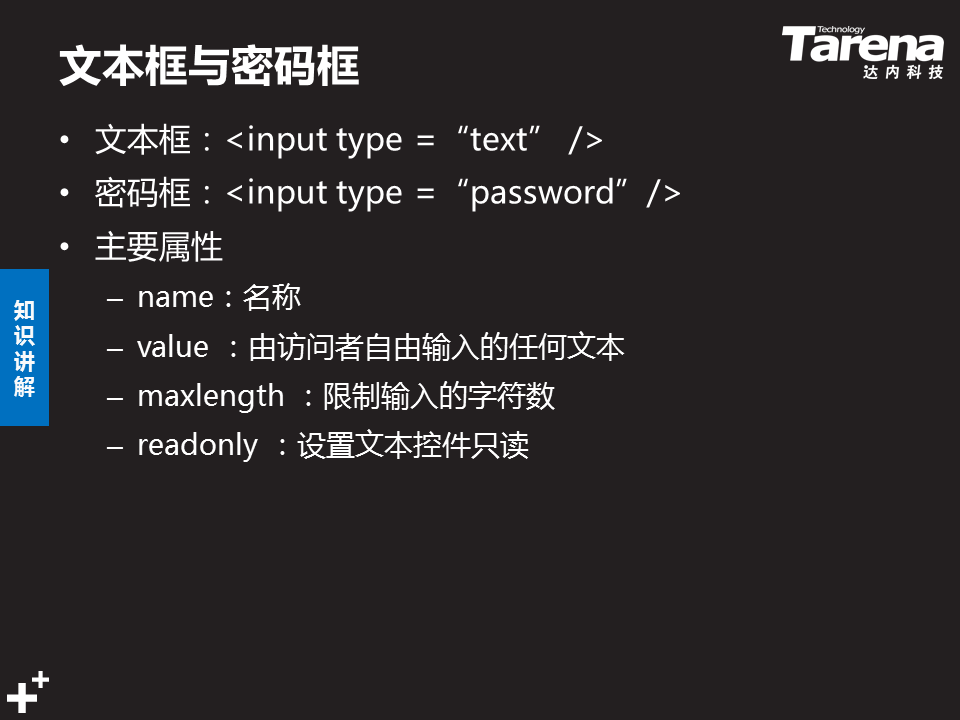 文本框与密码框
Technology
Tarena
达内科技
• 文本框：<input type = “text” />
• 密码框：<input type = “password” />
• 主要属性
– name：名称
– value ：由访问者自由输入的任何文本
– maxlength ：限制输入的字符数
– readonly ：设置文本控件只读
知
识
讲
解